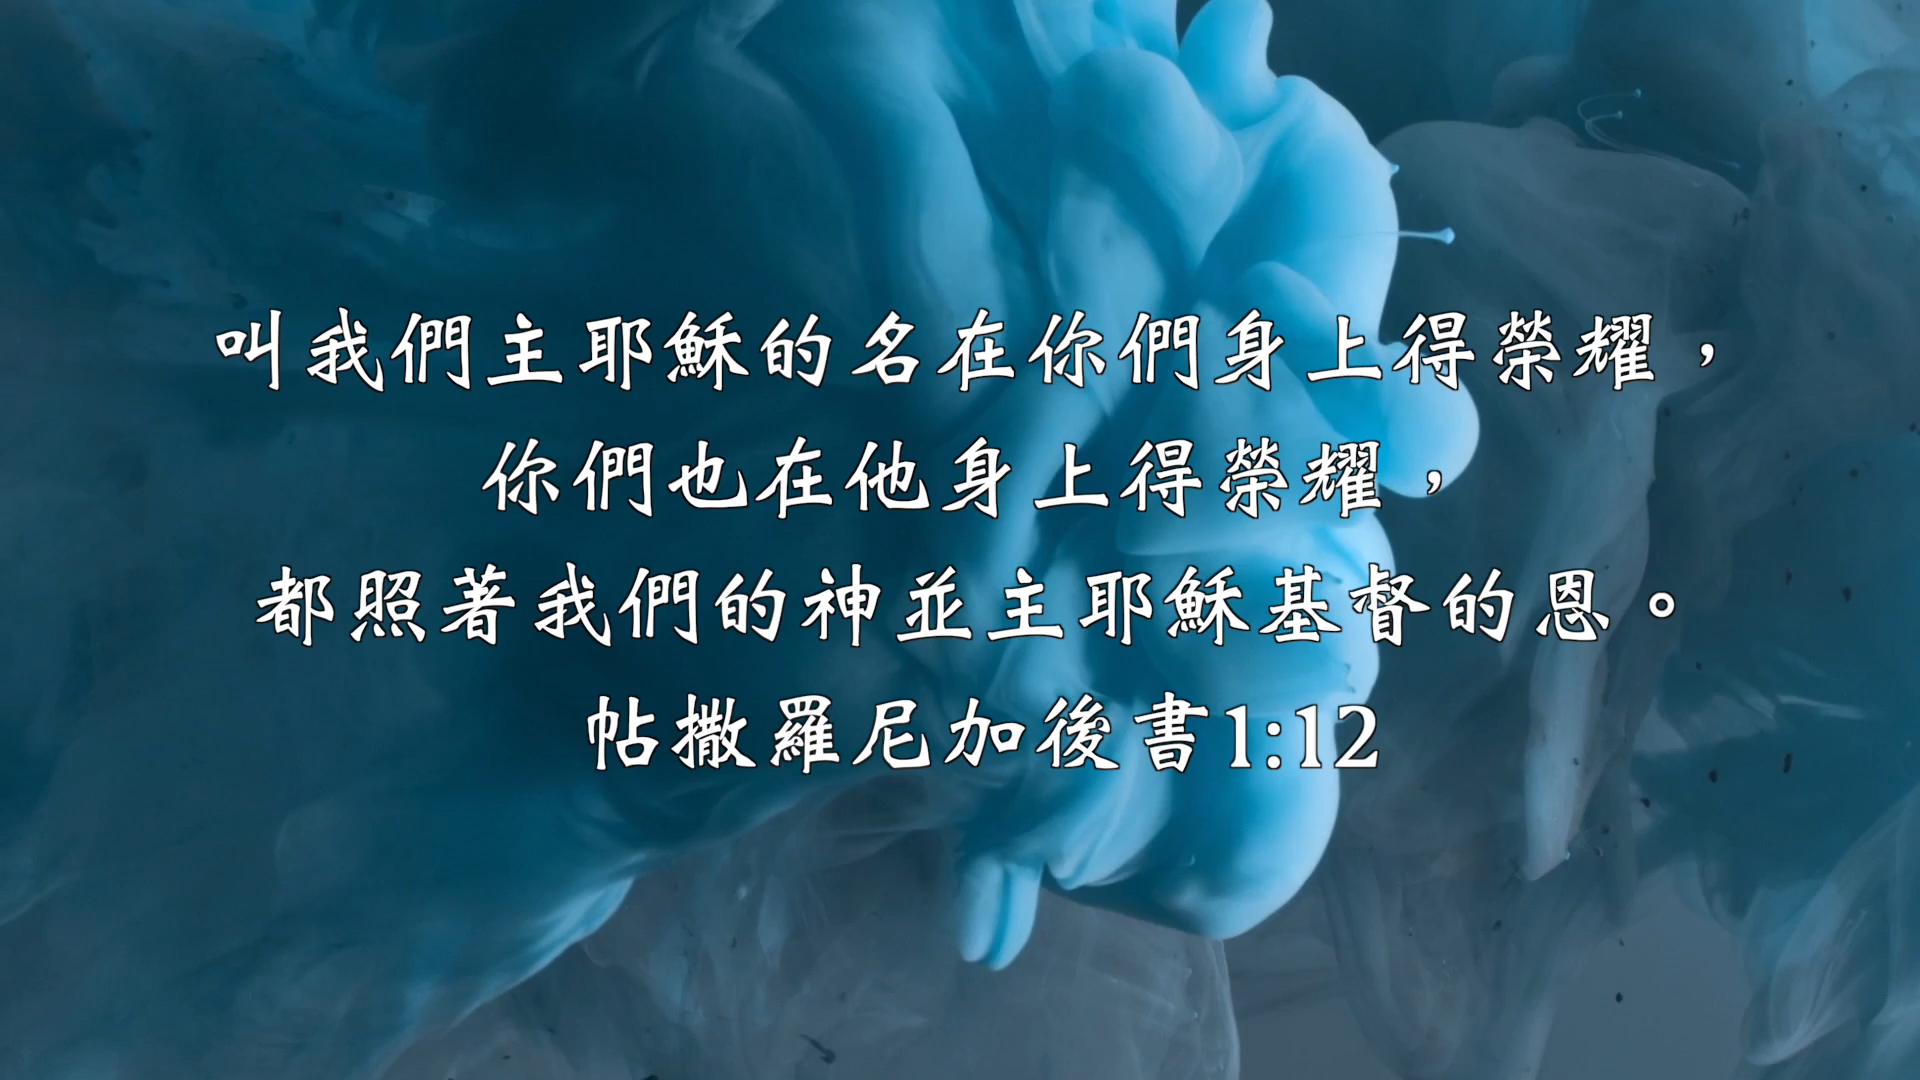 叫我們主耶穌的名在你們身上得榮耀，
你們也在他身上得榮耀，
都照著我們的神並主耶穌基督的恩。
帖撒羅尼加後書1:12